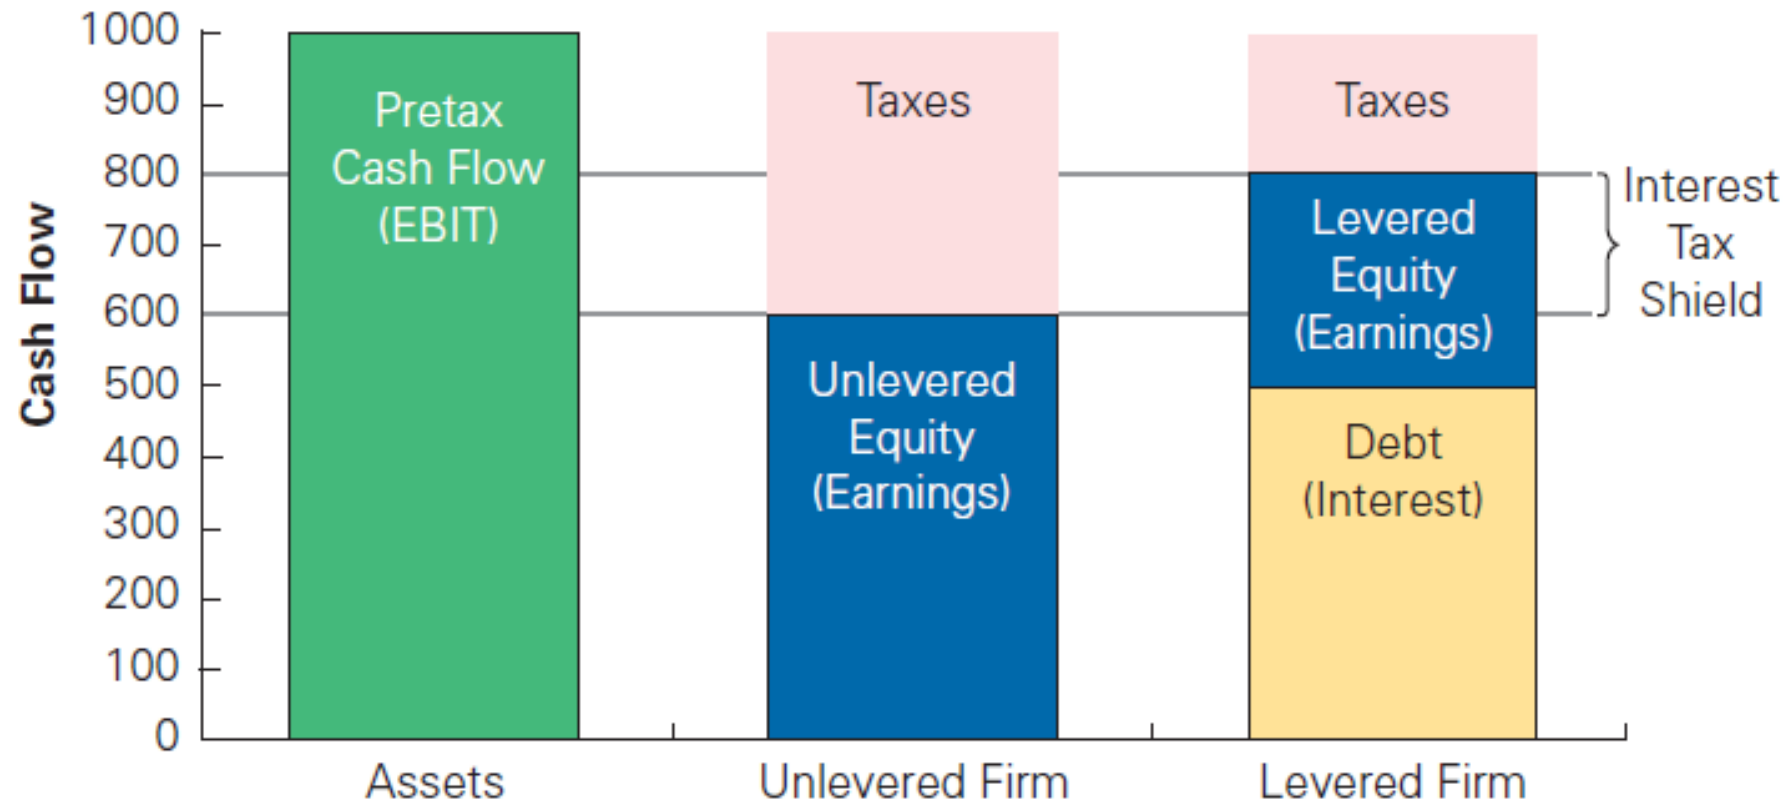 Cash Flow
1000
900
800
700
600
500
400
300
200
100
0
Pretax
Cash Flow
(EBIT)
Taxes
Unlevered
Equity
(Earnings)
Taxes
Levered
Equity
(Earnings)
Debt
(Interest)
Interest
Tax
Shield
Assets
Unlevered Firm
Levered Firm